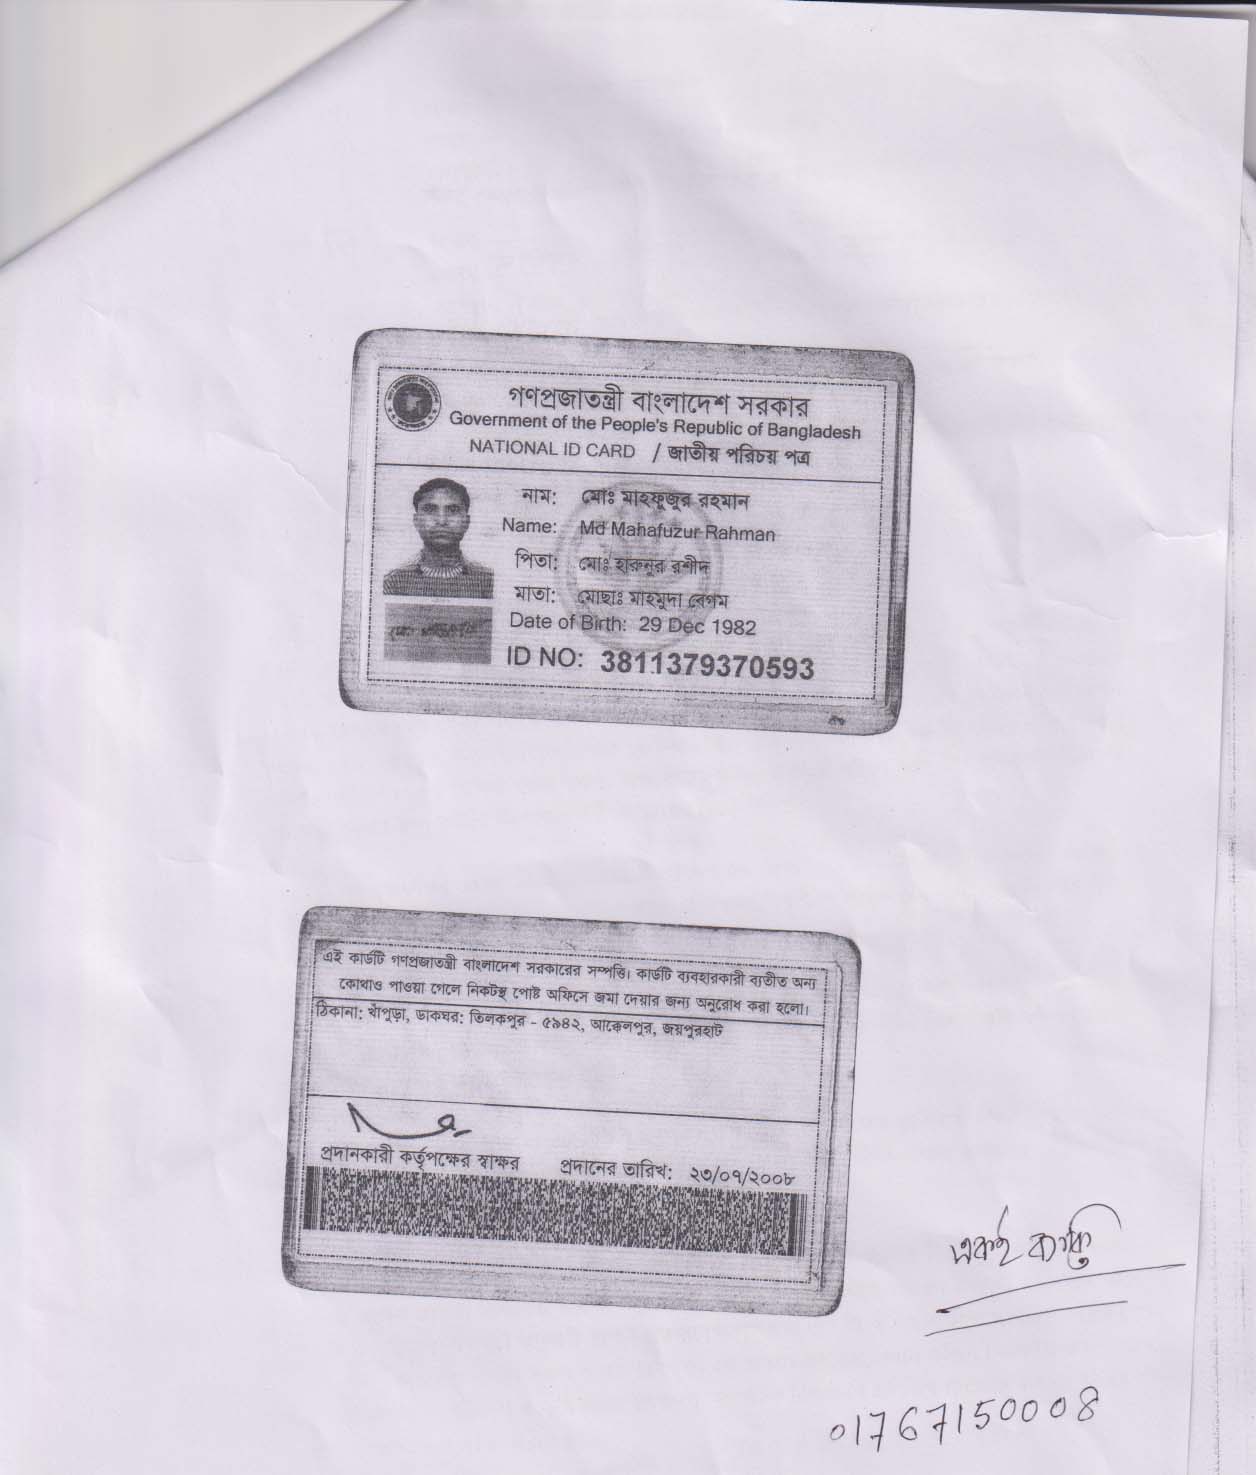 গণপ্রজাতন্ত্রী বাংলাদেশ সরকার
Government of the People's Republic of Bangladesh
NATIONAL ID CARD / জাতীয় পরিচয় পত্র
নাম: মোঃ মাহফুজুর রহমান
Name: Md Mahafuzur Rahman
পিতা: মোঃ হারুনুর রশীদ
মাতা: মোছাঃ মাহমুদা বেগম
Date of Birth: 29 Dec 1982
ID NO: 3811379370593
এই কার্ডটি গণপ্রজাতন্ত্রী বাংলাদেশ সরকারের সম্পত্তি। কার্ডটি ব্যবহারকারী ব্যতীত অন্য
কোথাও পাওয়া গেলে নিকটস্থ পোষ্ট অফিসে জমা দেয়ার জন্য অনুরোধ করা হলো।
ঠিকানা: খাঁপুড়া, ডাকঘর: তিলকপুর - ৫৯৪২, আক্কেলপুর, জয়পুরহাট
প্রদানকারী কর্তৃপক্ষের স্বাক্ষর প্রদানের তারিখ: ২৩/০৭/২০০৮
একই ব্যক্তি
01767150008